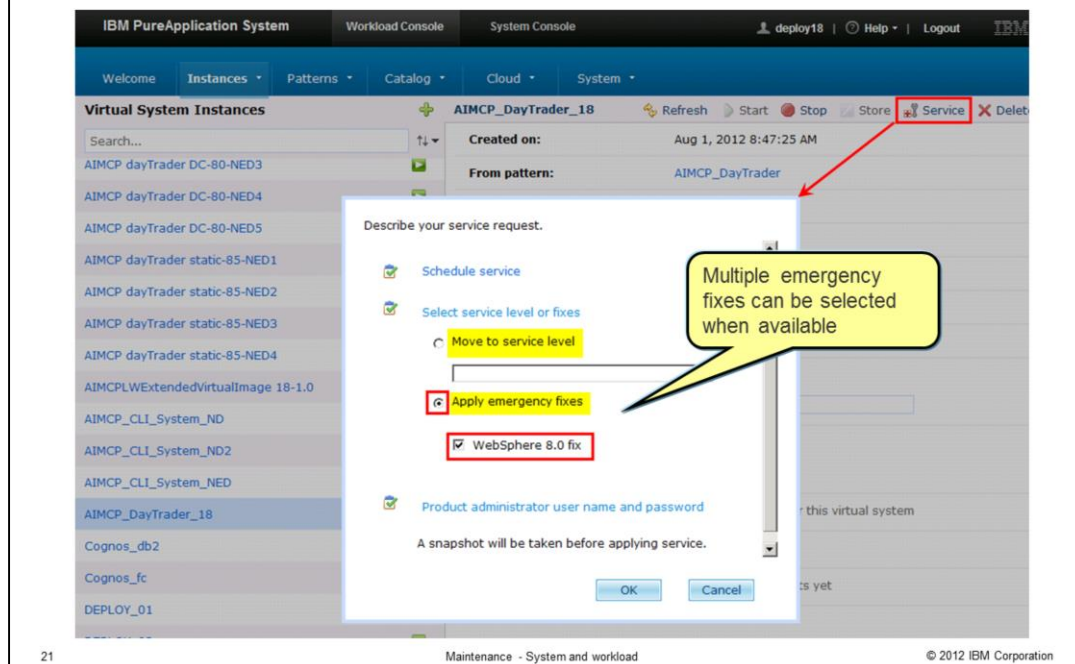 IBM PureApplication System Workload Console System Console deploy18 | Help | Logout IBM
Welcome Instances Patterns Catalog Cloud System
Virtual System Instances AIMCP_DayTrader_18 Refresh Start Stop Store Service Delet
Search... Created on: Aug 1, 2012 8:47:25 AM
AIMCP dayTrader DC-80-NED3
From pattern: AIMCP_DayTrader
AIMCP dayTrader DC-80-NED4
AIMCP dayTrader DC-80-NED5
AIMCP dayTrader static-85-NED1
AIMCP dayTrader static-85-NED2
AIMCP dayTrader static-85-NED3
AIMCP dayTrader static-85-NED4
AIMCPLWExtendedVirtualImage 18-1.0
AIMCP_CLI_System_ND
AIMCP_CLI_System_ND2
AIMCP_CLI_System_NED
AIMCP_DayTrader_18
Cognos_db2
Cognos_fc
DEPLOY_01
Describe your service request.
Schedule service
Select service level or fixes
Move to service level
Apply emergency fixes
WebSphere 8.0 fix
Product administrator user name and password
A snapshot will be taken before applying service.
OK Cancel
Multiple emergency
fixes can be selected
when available
this virtual system
yet
21 Maintenance - System and workload © 2012 IBM Corporation